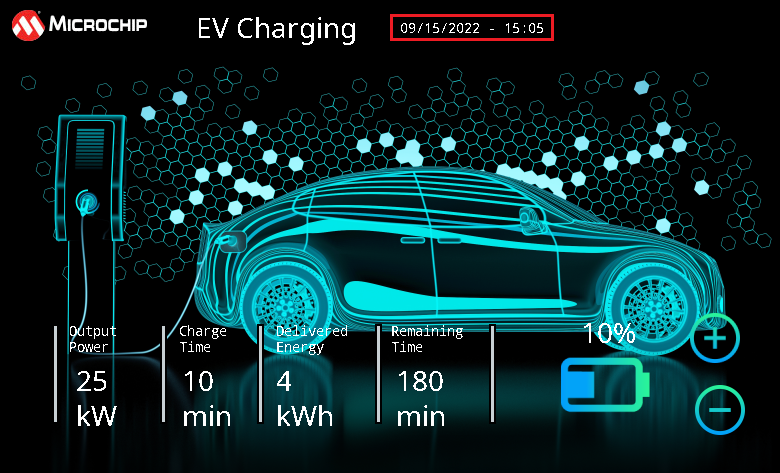 MICROCHIP
EV Charging
09/15/2022 - 15:05
Output
Power
25
kW
Charge
Time
10
min
Delivered
Energy
4
kWh
Remaining
Time
180
min
10%
+
−